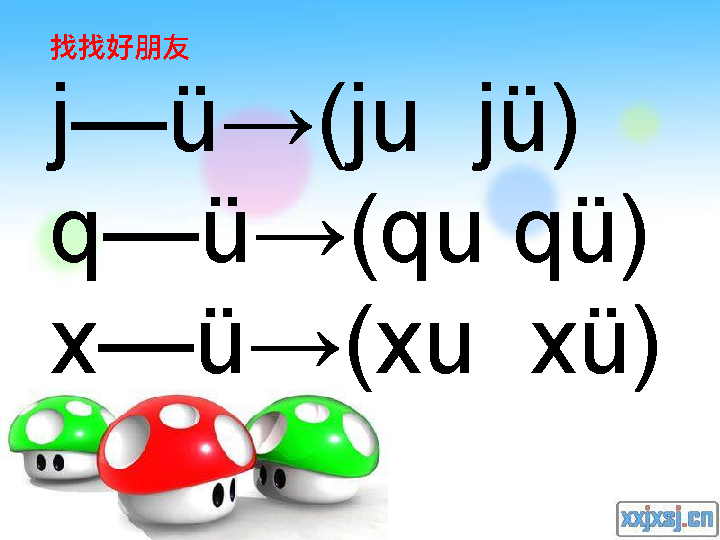 找找好朋友
j—ü→(ju jü)
q—ü→(qu qü)
x—ü→(xu xü)
xxjxsj.cn